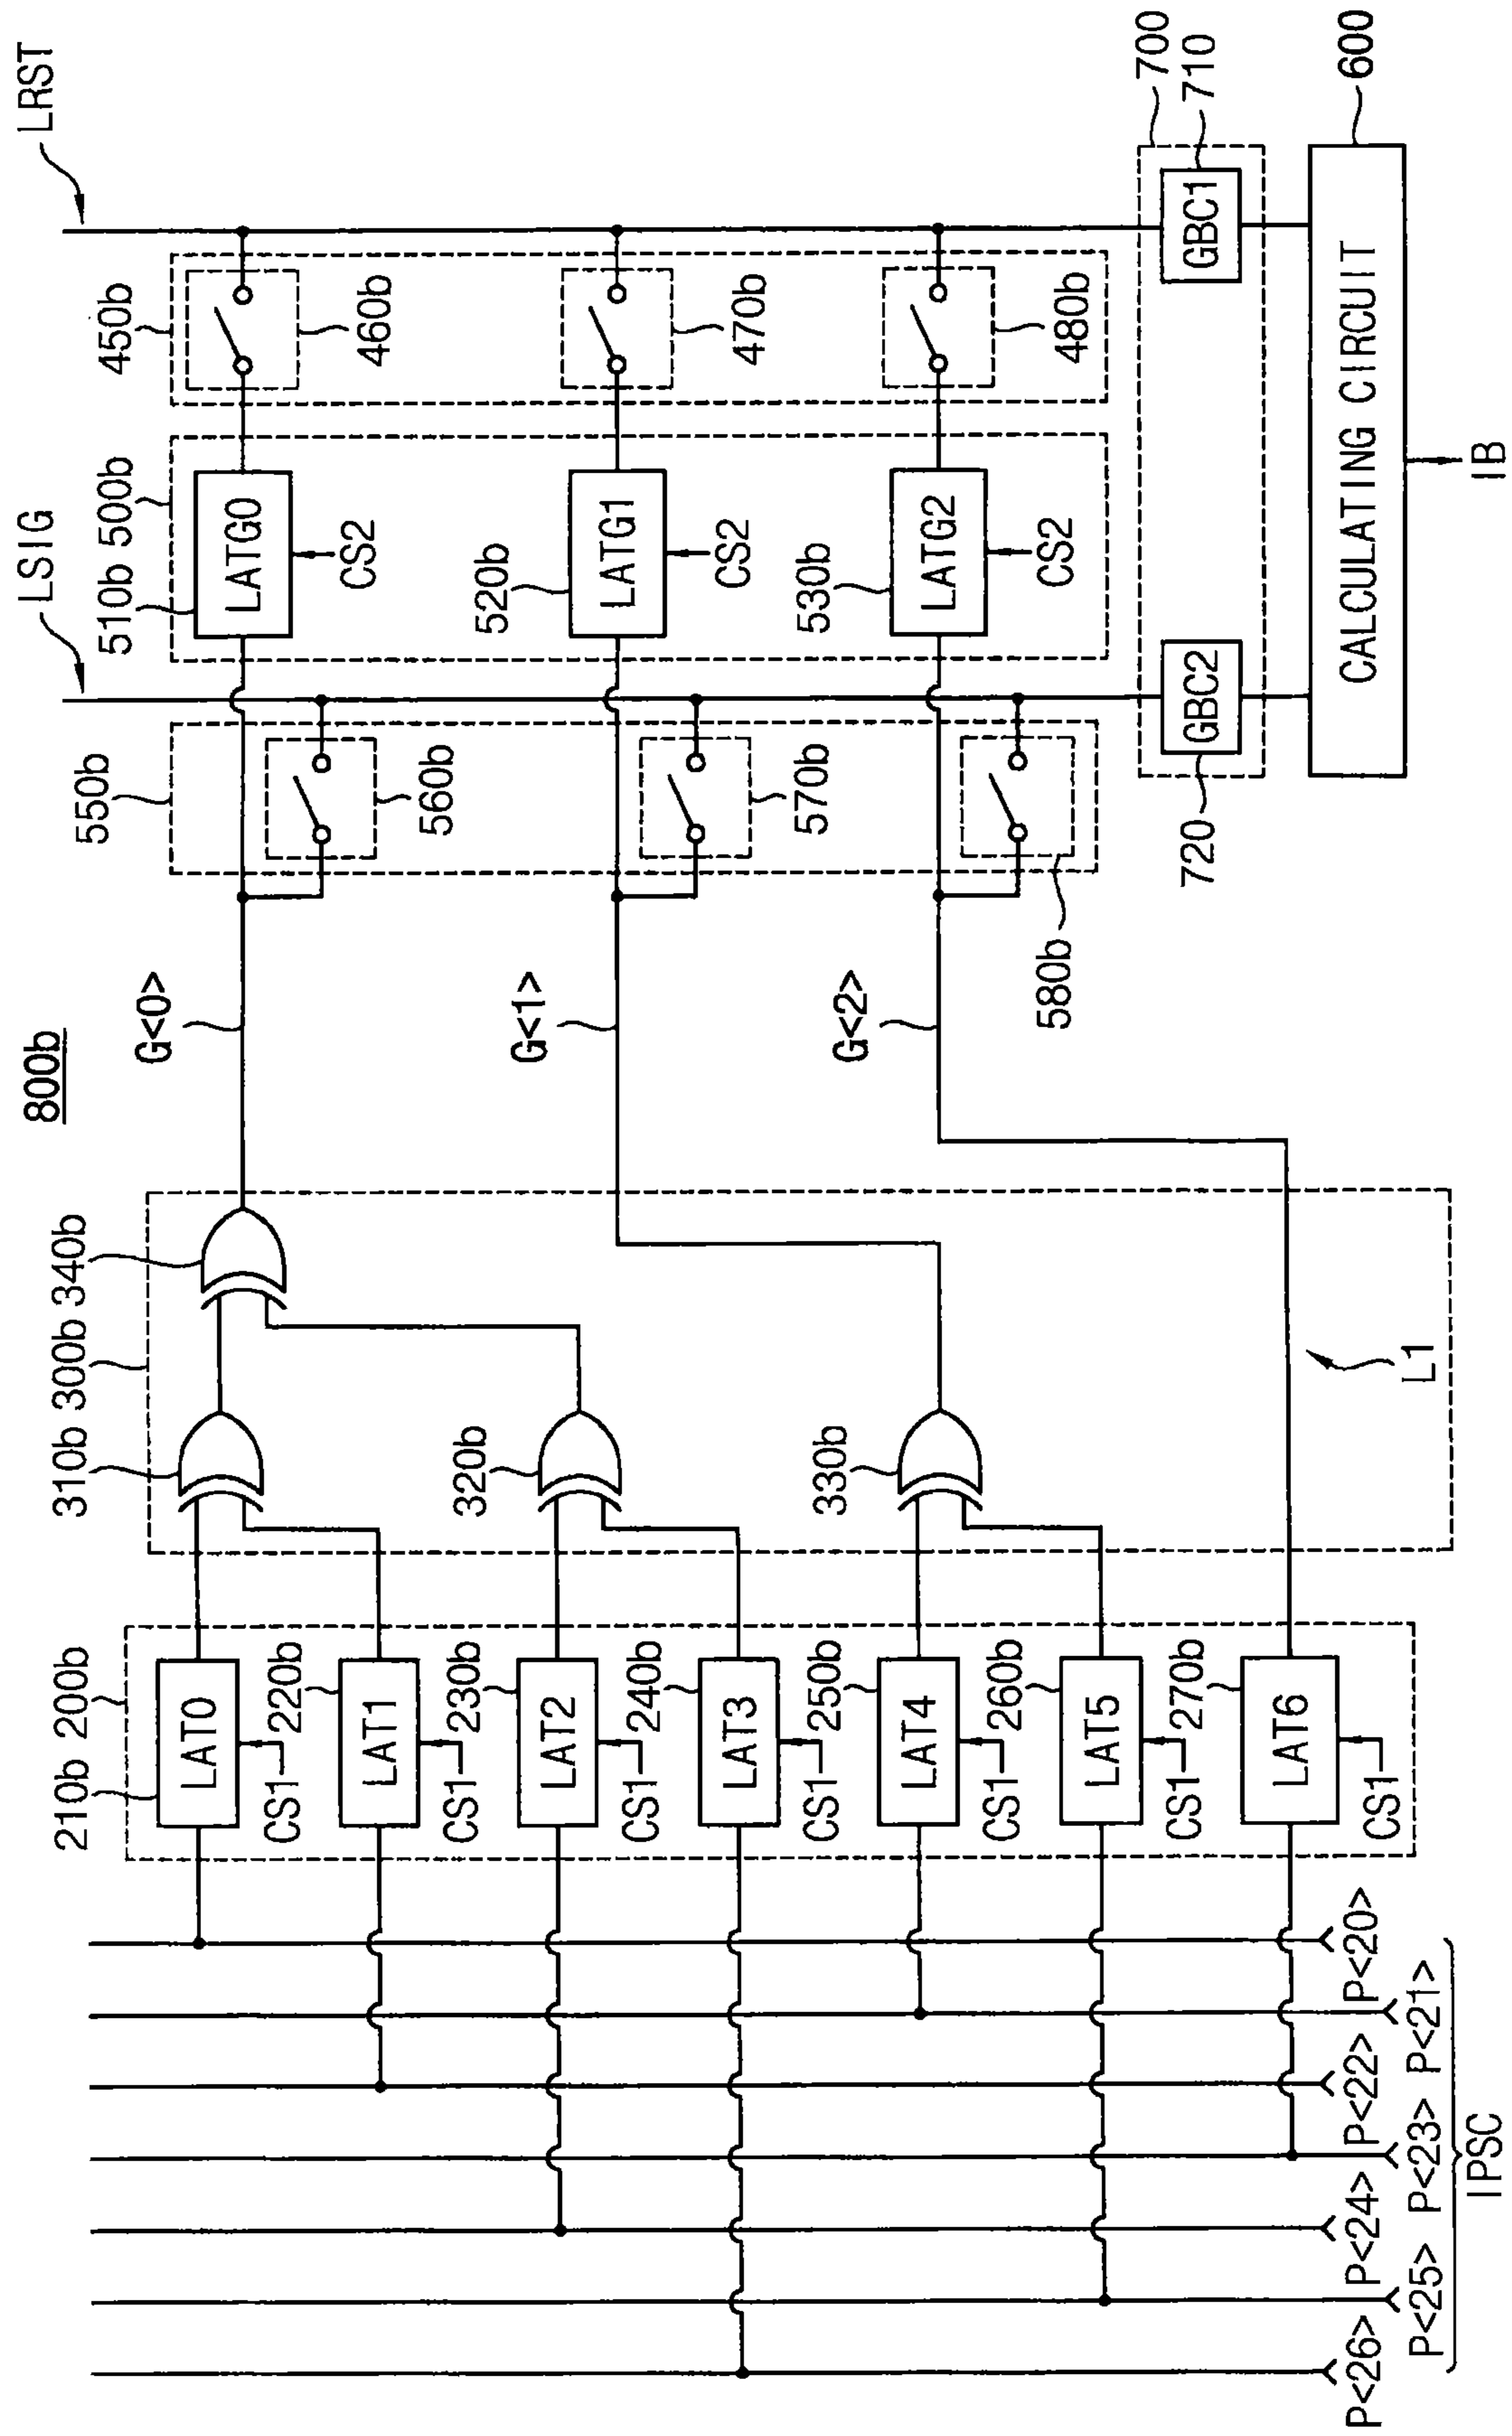 800b
LSIG
LRST
210b
200b
310b
300b
340b
G<0>
550b
510b
500b
450b
LAT0
CS1
220b
LATG0
CS2
560b
460b
LAT1
CS1
230b
320b
G<1>
520b
LAT2
CS1
240b
LATG1
CS2
570b
470b
LAT3
CS1
250b
330b
G<2>
530b
LAT4
CS1
260b
LATG2
CS2
580b
480b
LAT5
CS1
270b
LAT6
CS1
L1
720
GBC2
GBC1
700
710
P<26>
P<25>
P<24>
P<23>
P<22>
P<21>
P<20>
IPSC
CALCULATING CIRCUIT
600
IB